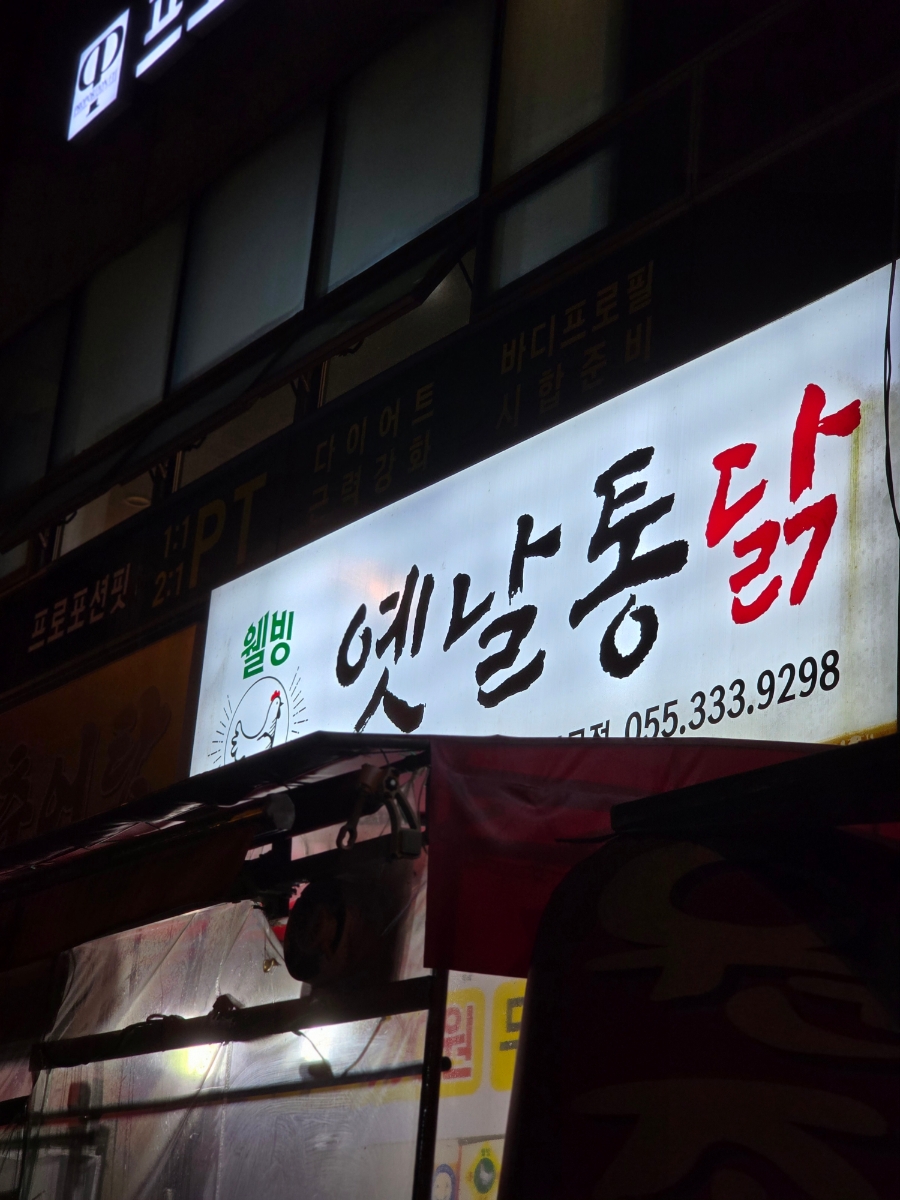 프로포션핏
1:1
2:1
PT
다이어트
근력강화
바디프로필
시합준비
웰빙
옛날통닭
055.333.9298
원